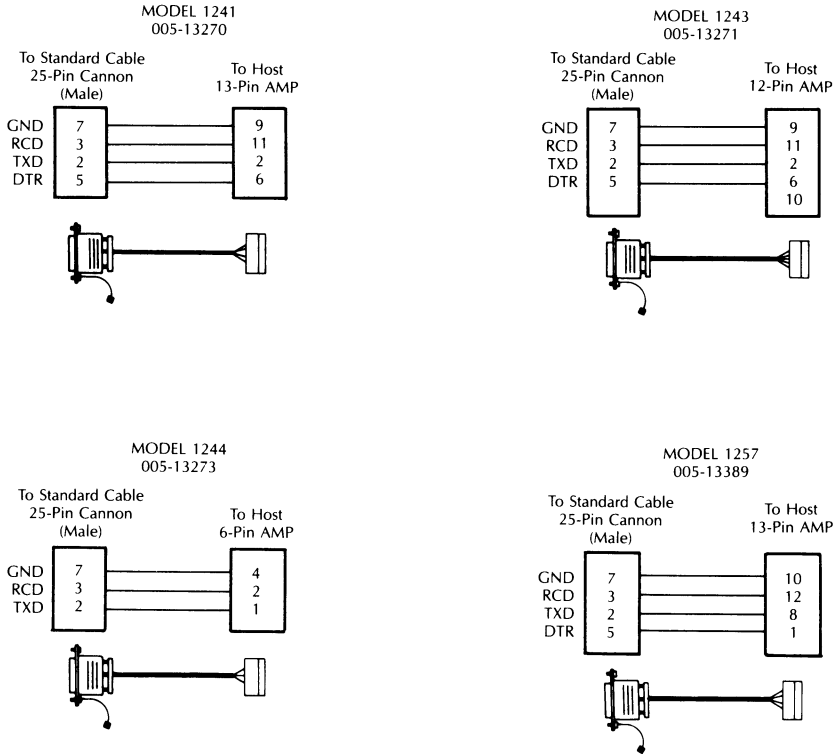 MODEL 1241
005-13270
To Standard Cable
25-Pin Cannon
(Male)
To Host
13-Pin AMP
GND 7 9
RCD 3 11
TXD 2 2
DTR 5 6
MODEL 1243
005-13271
To Standard Cable
25-Pin Cannon
(Male)
To Host
12-Pin AMP
GND 7 9
RCD 3 11
TXD 2 2
DTR 5 6
10
MODEL 1244
005-13273
To Standard Cable
25-Pin Cannon
(Male)
To Host
6-Pin AMP
GND 7 4
RCD 3 2
TXD 2 1
MODEL 1257
005-13389
To Standard Cable
25-Pin Cannon
(Male)
To Host
13-Pin AMP
GND 7 10
RCD 3 12
TXD 2 8
DTR 5 1